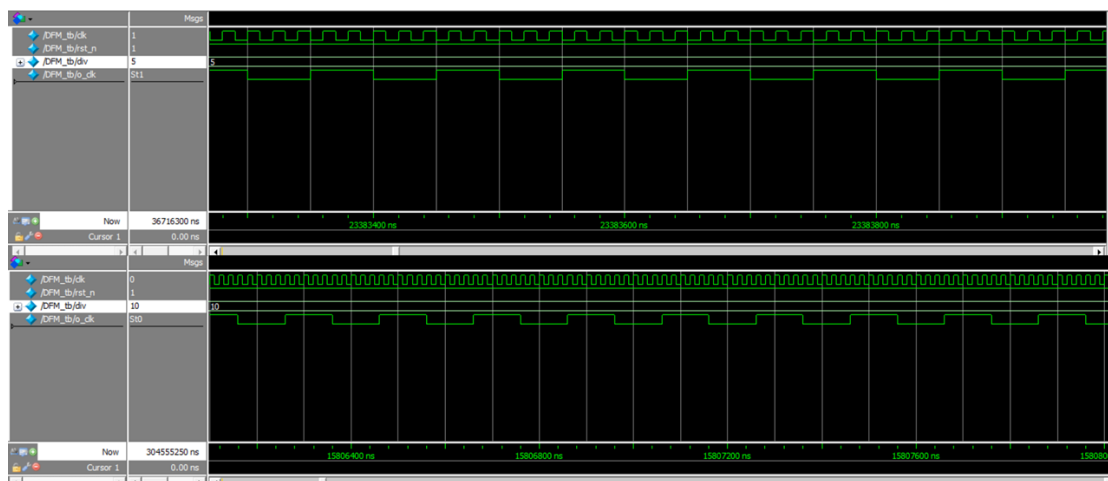 Msgs
/DFM_tb/clk 1
/DFM_tb/rst_n 1
/DFM_tb/div 5 5
/DFM_tb/o_clk St1
Now 36716300 ns 23383400 ns 23383600 ns 23383800 ns
Cursor 1 0.00 ns
Msgs
/DFM_tb/clk 0
/DFM_tb/rst_n 1
/DFM_tb/div 10 10
/DFM_tb/o_clk St0
Now 304555250 ns 15806400 ns 15806800 ns 15807200 ns 15807600 ns 158080
Cursor 1 0.00 ns